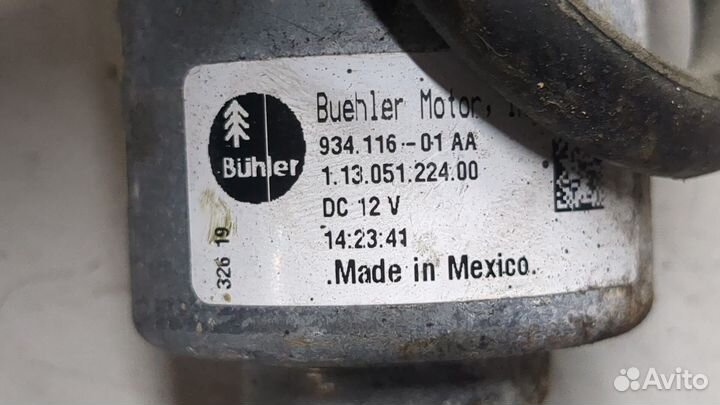 Buehler Motor,
934.116-01 AA
Bühler
1.13.051.224.00
DC 12 V
14:23:41
326 19
.Made in Mexico.
Avito